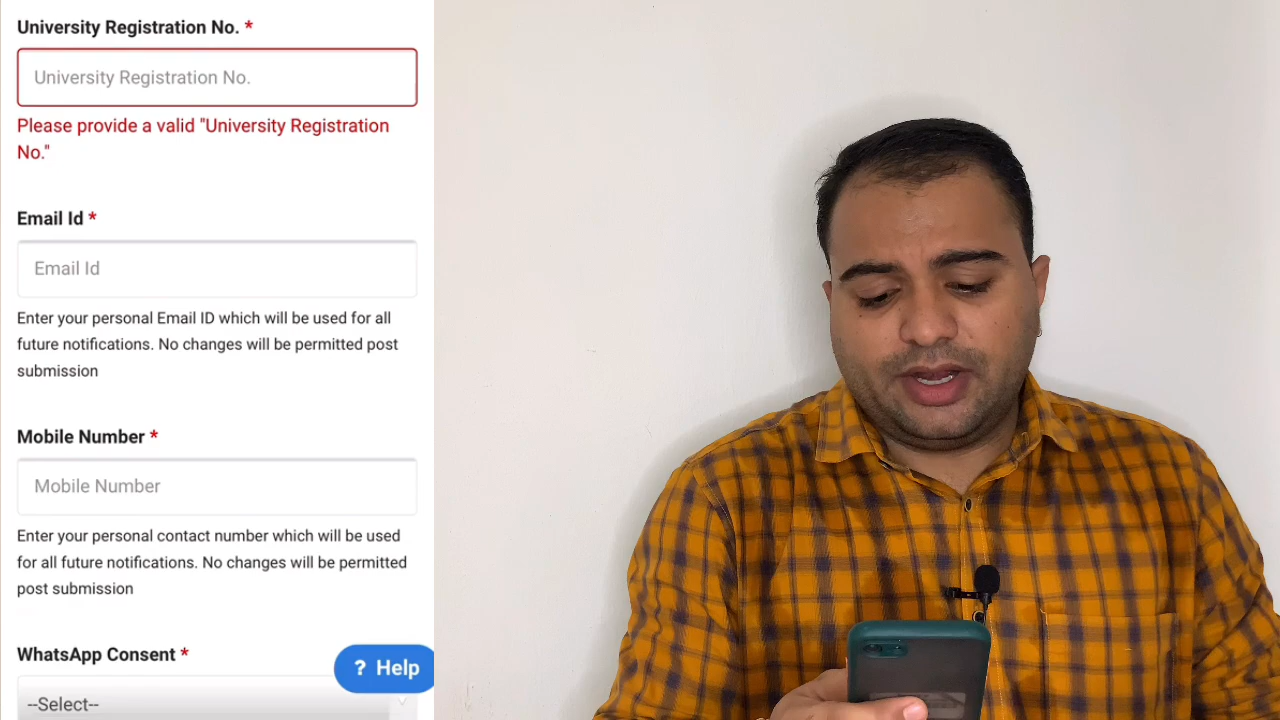 University Registration No. *
University Registration No.
Please provide a valid "University Registration
No."
Email Id *
Email Id
Enter your personal Email ID which will be used for all
future notifications. No changes will be permitted post
submission
Mobile Number *
Mobile Number
Enter your personal contact number which will be used
for all future notifications. No changes will be permitted
post submission
WhatsApp Consent *
? Help
--Select--